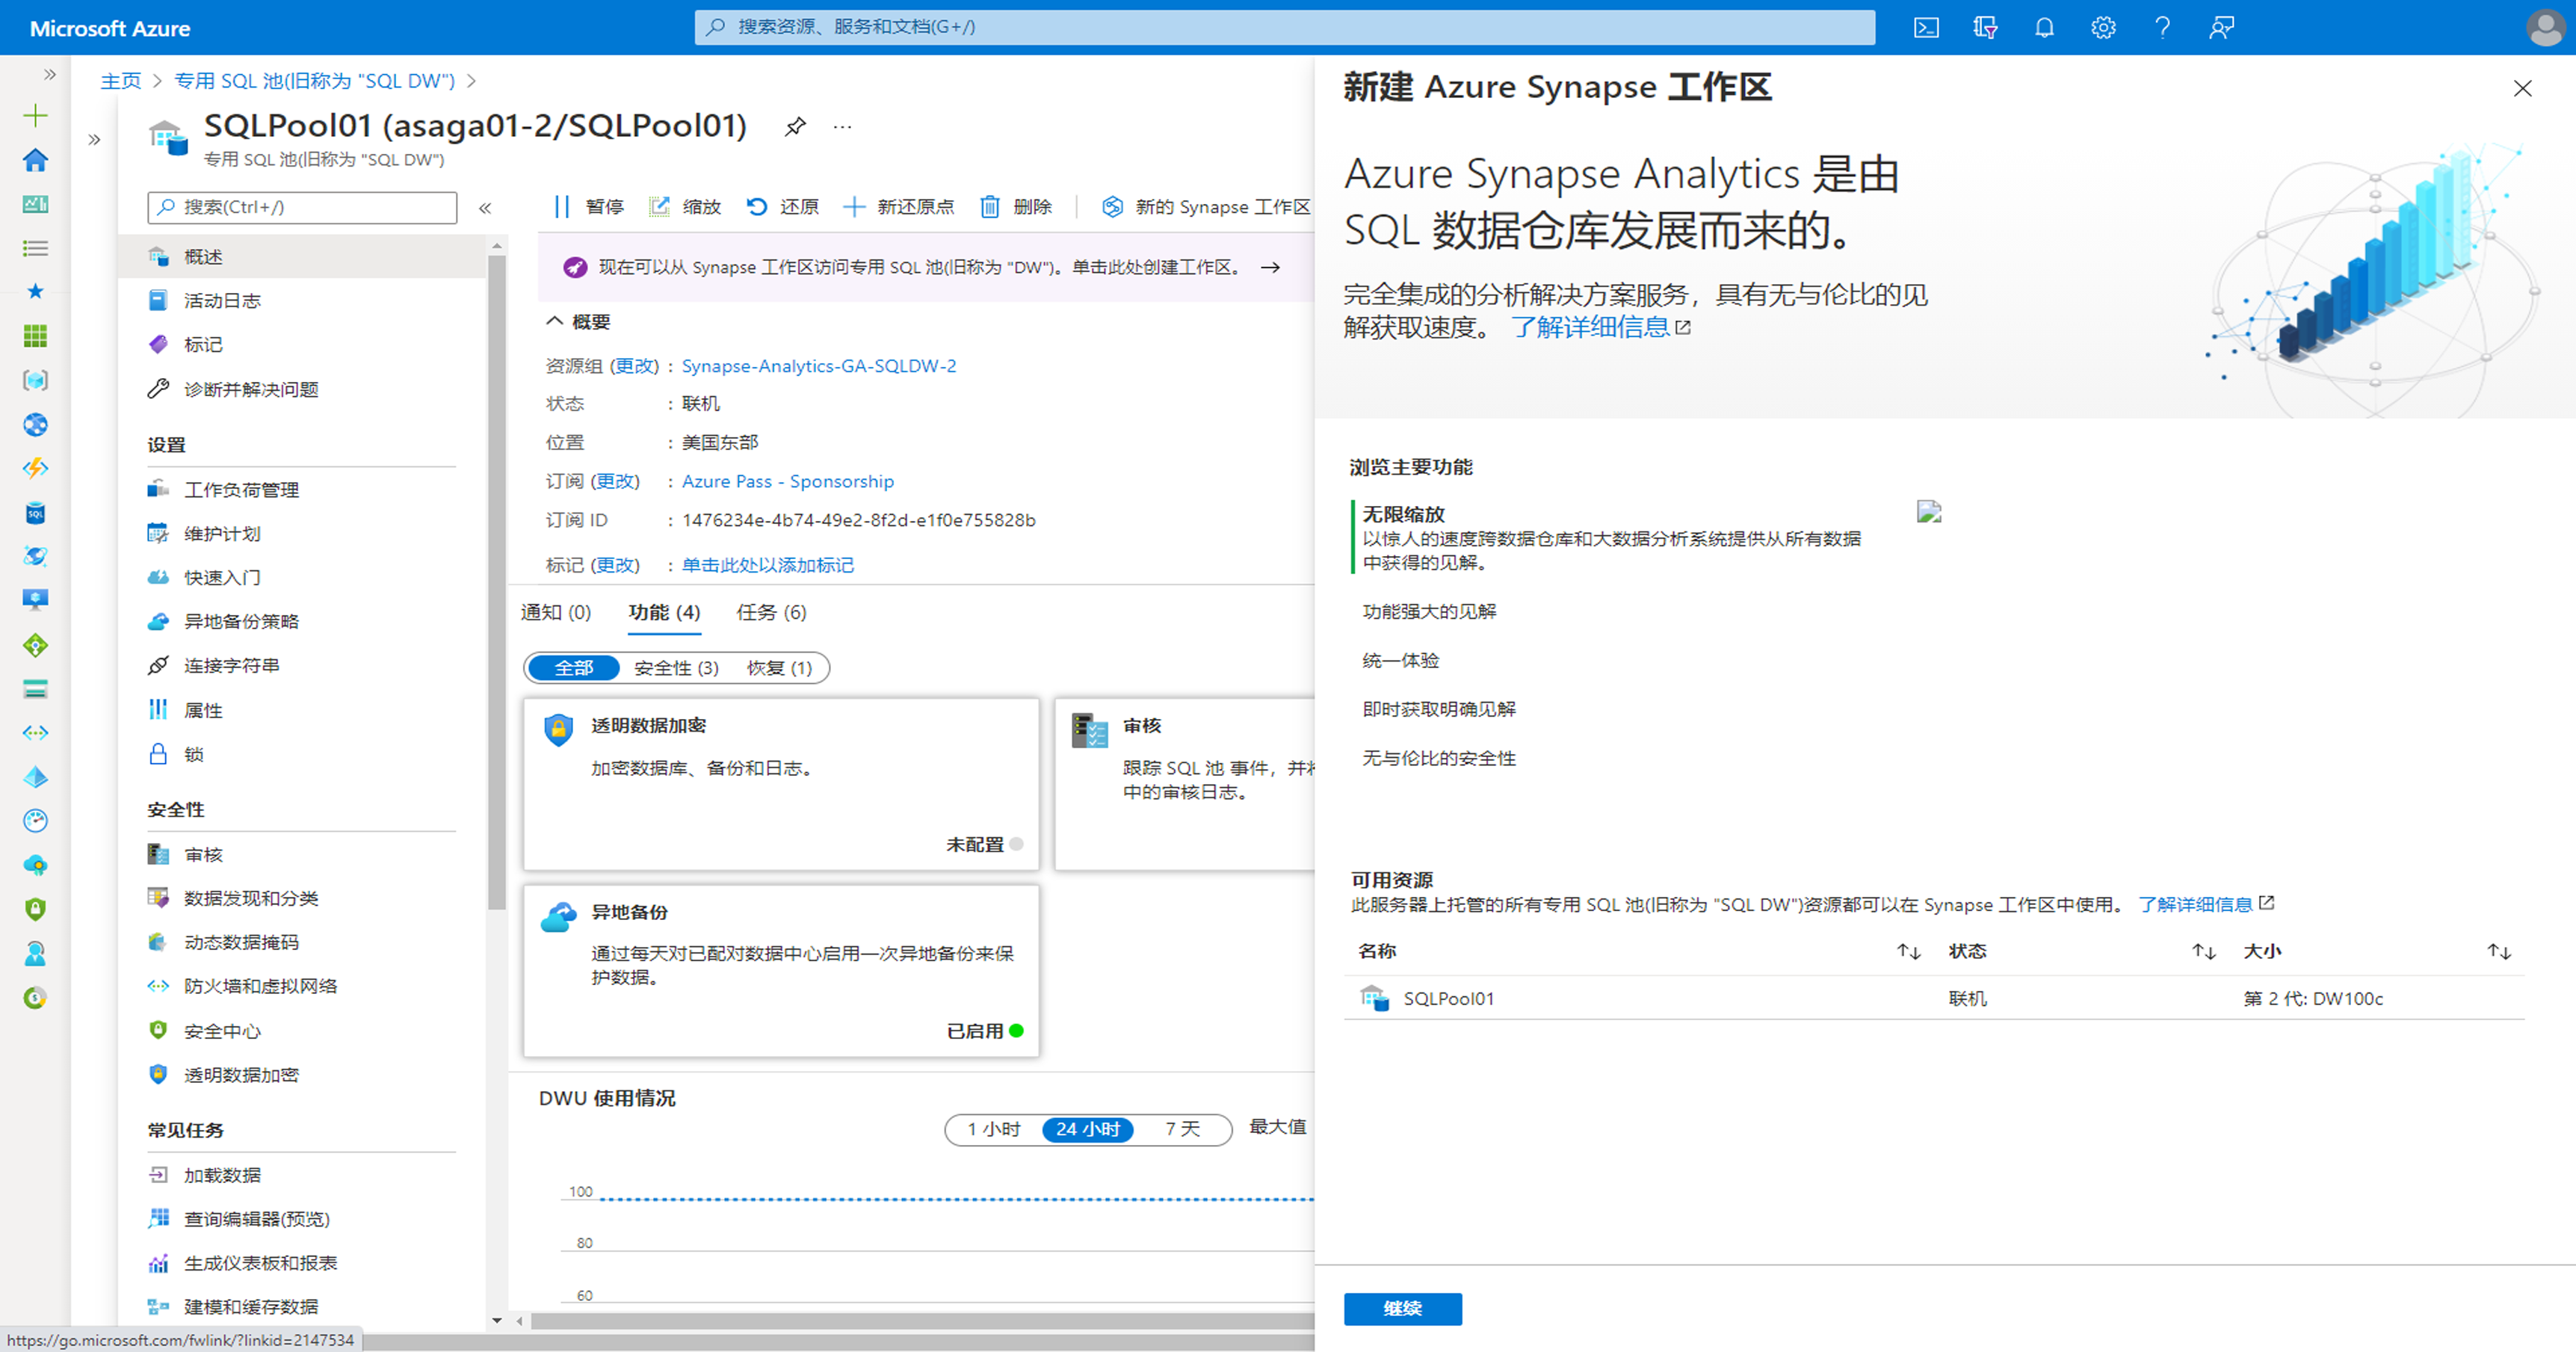 Microsoft Azure
搜索资源、服务和文档(G+/)
主页 > 专用 SQL 池(旧称为 "SQL DW") >
SQLPool01 (asaga01-2/SQLPool01)
专用 SQL 池(旧称为 "SQL DW")
搜索(Ctrl+/)
概述
活动日志
标记
诊断并解决问题
设置
工作负荷管理
维护计划
快速入门
异地备份策略
连接字符串
属性
锁
安全性
审核
数据发现和分类
动态数据掩码
防火墙和虚拟网络
安全中心
透明数据加密
常见任务
加载数据
查询编辑器(预览)
生成仪表板和报表
建模和缓存数据
https://go.microsoft.com/fwlink/?linkid=2147534
暂停 缩放 还原 新还原点 删除 新的 Synapse 工作区
现在可以从 Synapse 工作区访问专用 SQL 池(旧称为 "DW")。单击此处创建工作区。 →
概要
资源组 (更改) : Synapse-Analytics-GA-SQLDW-2
状态 : 联机
位置 : 美国东部
订阅 (更改) : Azure Pass - Sponsorship
订阅 ID : 1476234e-4b74-49e2-8f2d-e1f0e755828b
标记 (更改) : 单击此处以添加标记
通知 (0) 功能 (4) 任务 (6)
全部 安全性 (3) 恢复 (1)
透明数据加密
加密数据库、备份和日志。
未配置
审核
跟踪 SQL 池 事件，并将
中的审核日志。
异地备份
通过每天对已配对数据中心启用一次异地备份来保
护数据。
已启用
DWU 使用情况
1 小时 24 小时 7 天 最大值
100
80
60
新建 Azure Synapse 工作区
Azure Synapse Analytics 是由
SQL 数据仓库发展而来的。
完全集成的分析解决方案服务，具有无与伦比的见
解获取速度。 了解详细信息
浏览主要功能
无限缩放
以惊人的速度跨数据仓库和大数据分析系统提供从所有数据
中获得的见解。
功能强大的见解
统一体验
即时获取明确见解
无与伦比的安全性
可用资源
此服务器上托管的所有专用 SQL 池(旧称为 "SQL DW")资源都可以在 Synapse 工作区中使用。 了解详细信息
名称 状态 大小
SQLPool01 联机 第 2 代: DW100c
继续